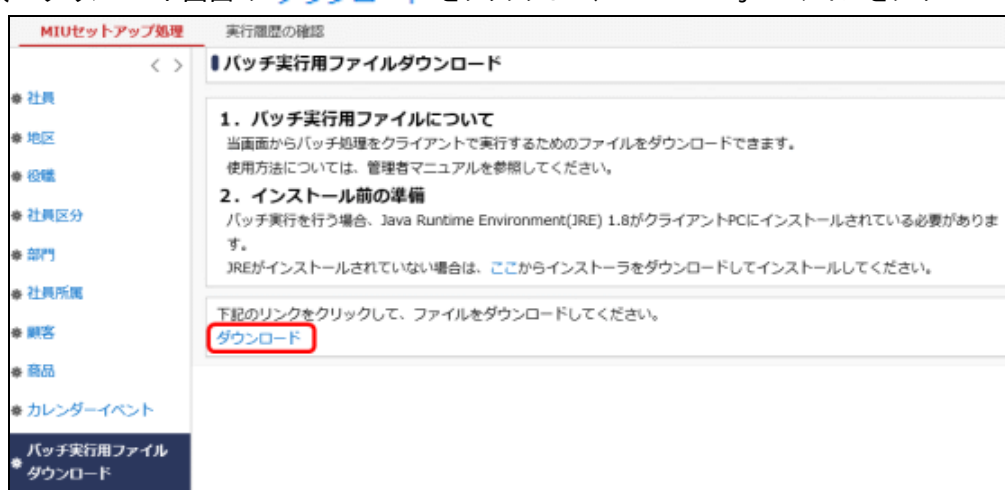 ダウンロード
MIUセットアップ処理
実行履歴の確認
< >
バッチ実行用ファイルダウンロード
社員
地区
役職
社員区分
部門
社員所属
顧客
商品
カレンダーイベント
バッチ実行用ファイル
ダウンロード
1. バッチ実行用ファイルについて
当画面からバッチ処理をクライアントで実行するためのファイルをダウンロードできます。
使用方法については、管理者マニュアルを参照してください。
2. インストール前の準備
バッチ実行を行う場合、Java Runtime Environment(JRE) 1.8がクライアントPCにインストールされている必要がありま
す。
JREがインストールされていない場合は、ここからインストーラをダウンロードしてインストールしてください。
下記のリンクをクリックして、ファイルをダウンロードしてください。
ダウンロード